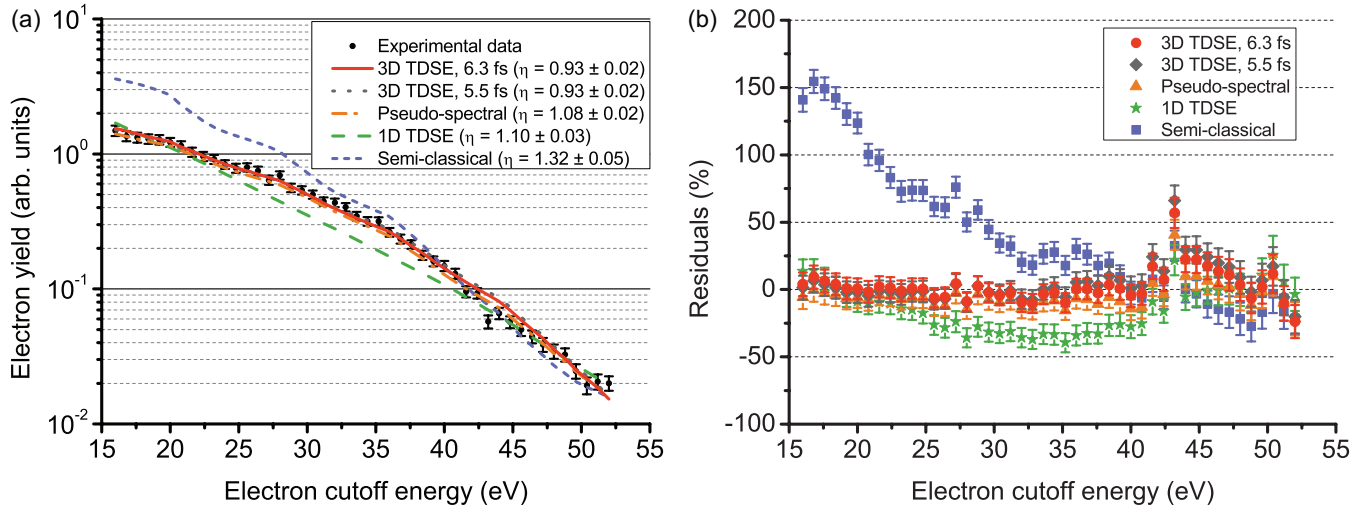 (a)
10¹
10⁰
10⁻¹
10⁻²
Electron yield (arb. units)
Experimental data
3D TDSE, 6.3 fs (η = 0.93 ± 0.02)
3D TDSE, 5.5 fs (η = 0.93 ± 0.02)
Pseudo-spectral (η = 1.08 ± 0.02)
1D TDSE (η = 1.10 ± 0.03)
Semi-classical (η = 1.32 ± 0.05)
15 20 25 30 35 40 45 50 55
Electron cutoff energy (eV)
(b)
200
150
100
50
0
-50
-100
Residuals (%)
3D TDSE, 6.3 fs
3D TDSE, 5.5 fs
Pseudo-spectral
1D TDSE
Semi-classical
15 20 25 30 35 40 45 50 55
Electron cutoff energy (eV)